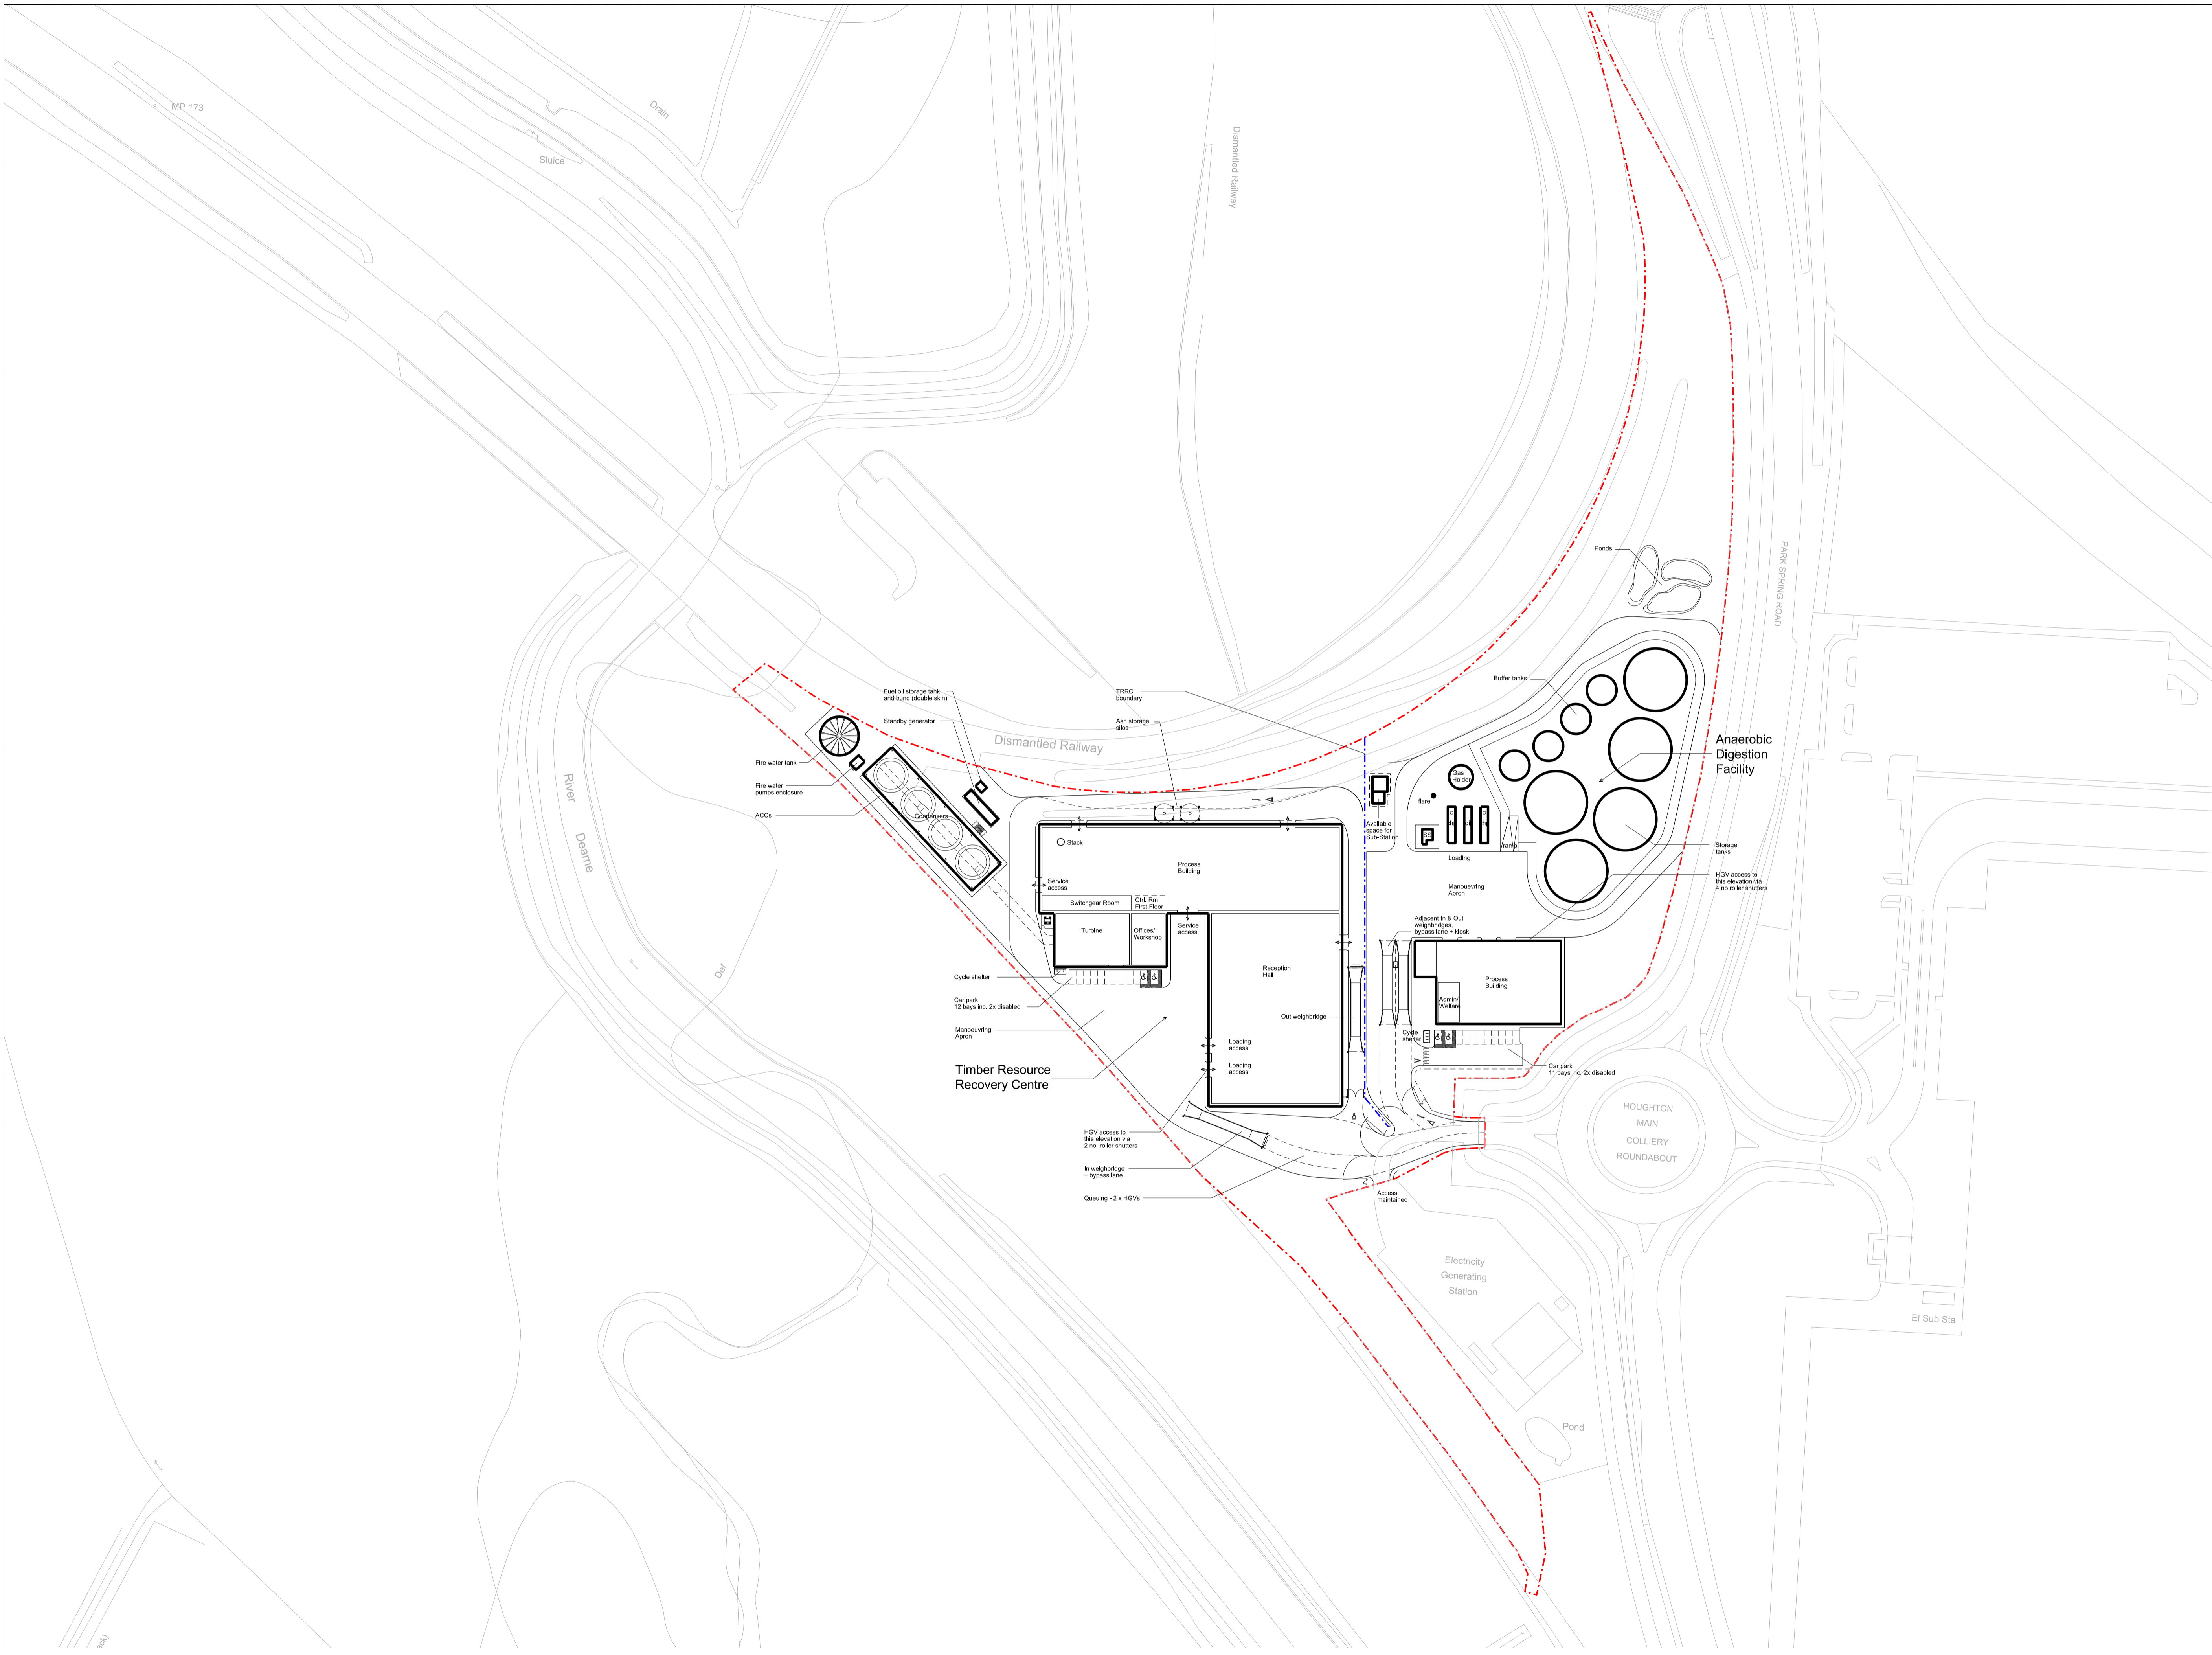 MP 173
Drain
Sluice
Dismantled Railway
PARK SPRING ROAD
Ponds
Fuel oil storage tank
and bund (double skin)
Standby generator
TRRC
boundary
Ash storage
silos
Buffer tanks
Dismantled Railway
Anaerobic
Digestion
Facility
Fire water tank
Fire water
pumps enclosure
ACCs
Condensers
River
Dearne
Def
Gas
Holder
flare
Available
space for
Sub-Station
SS
ramp
Loading
Storage
tanks
HGV access to
this elevation via
4 no.roller shutters
Manouevring
Apron
Stack
Process
Building
Service
access
Switchgear Room
Ctrl. Rm
First Floor
Turbine
Offices/
Workshop
Service
access
Adjacent In & Out
weighbridges,
bypass lane + kiosk
Reception
Hall
Process
Building
Admin/
Welfare
Cycle shelter
Car park
12 bays inc. 2x disabled
Manoeuvring
Apron
Out weighbridge
Cycle
shelter
Loading
access
Loading
access
Timber Resource
Recovery Centre
Car park
11 bays inc. 2x disabled
HOUGHTON
MAIN
COLLIERY
ROUNDABOUT
HGV access to
this elevation via
2 no. roller shutters
In weighbridge
+ bypass lane
Queuing - 2 x HGVs
Access
maintained
Electricity
Generating
Station
El Sub Sta
Pond